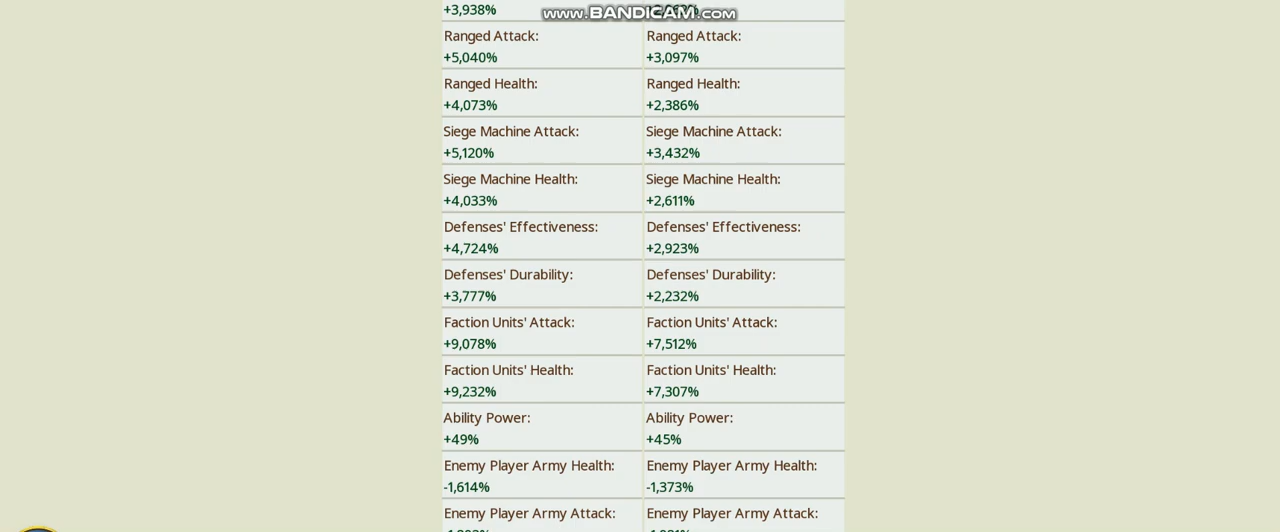 www.BANDICAM.com
+3,938%
Ranged Attack: Ranged Attack:
+5,040% +3,097%
Ranged Health: Ranged Health:
+4,073% +2,386%
Siege Machine Attack: Siege Machine Attack:
+5,120% +3,432%
Siege Machine Health: Siege Machine Health:
+4,033% +2,611%
Defenses' Effectiveness: Defenses' Effectiveness:
+4,724% +2,923%
Defenses' Durability: Defenses' Durability:
+3,777% +2,232%
Faction Units' Attack: Faction Units' Attack:
+9,078% +7,512%
Faction Units' Health: Faction Units' Health:
+9,232% +7,307%
Ability Power: Ability Power:
+49% +45%
Enemy Player Army Health: Enemy Player Army Health:
-1,614% -1,373%
Enemy Player Army Attack: Enemy Player Army Attack: